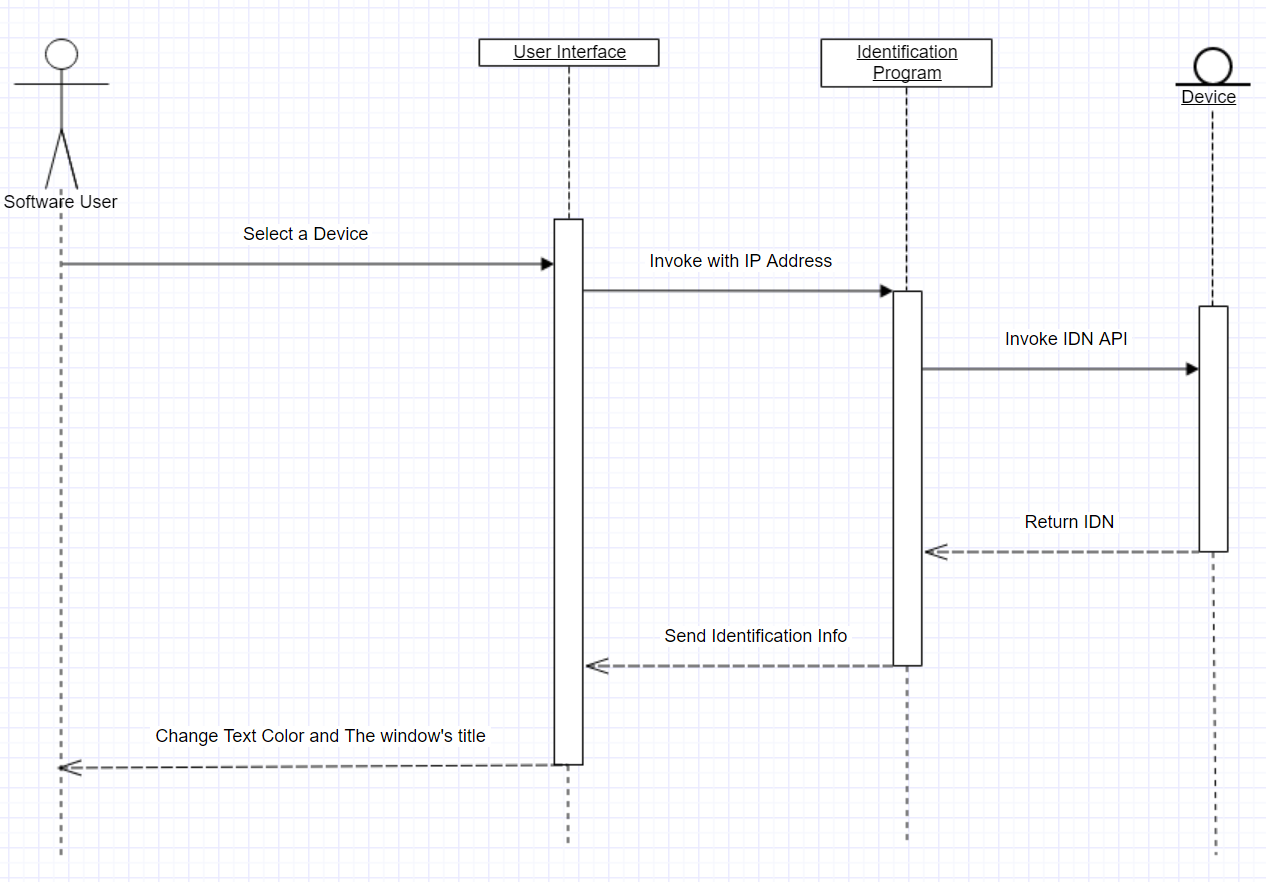 User Interface
Identification
Program
Device
Software User
Select a Device
Invoke with IP Address
Invoke IDN API
Return IDN
Send Identification Info
Change Text Color and The window's title